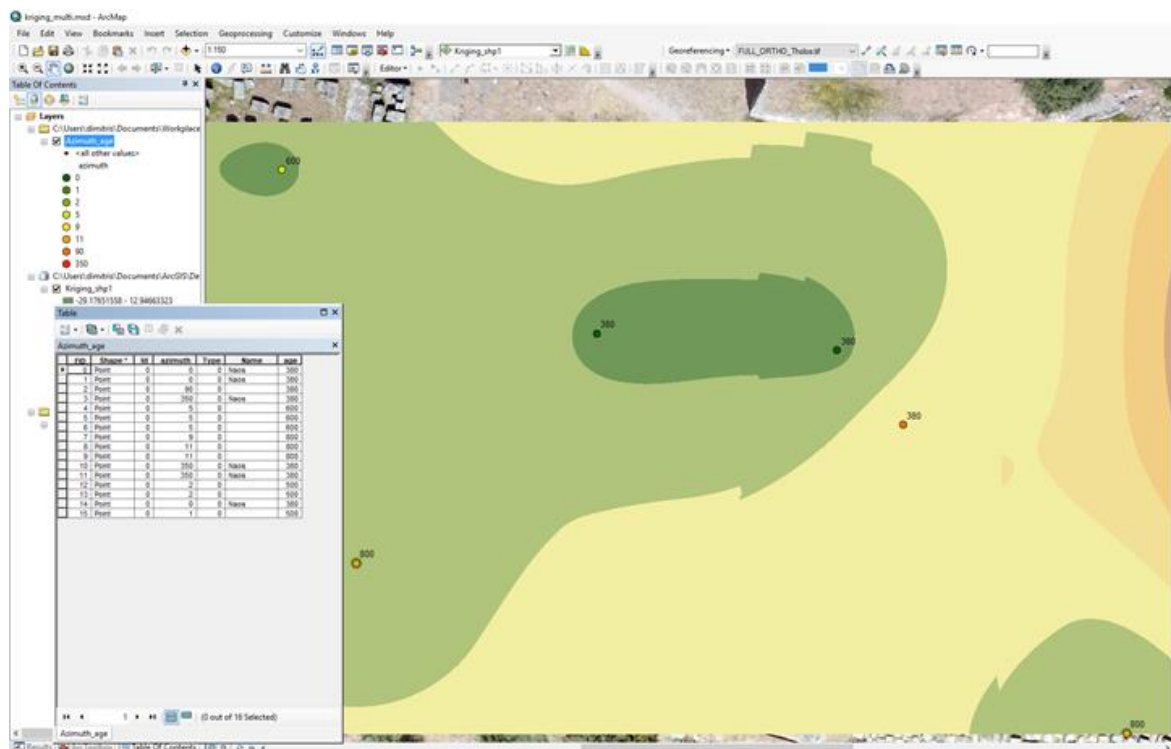 kriging_multi.mxd - ArcMap
File Edit View Bookmarks Insert Selection Geoprocessing Customize Windows Help
1:150
Kriging_shp1
Georeferencing
FULL_ORTHO_Tholos.tif
Editor
Table Of Contents
Layers
C:\Users\dimitris\Documents\Workplace
Azimuth_age
<all other values>
azimuth
0
1
2
5
9
11
90
350
C:\Users\dimitris\Documents\ArcGIS\De
Kriging_shp1
-29.17651558 - 12.94663323
Table
Azimuth_age
FID Shape * Id azimuth Type Name age
0 Point 0 0 0 Naos 380
1 Point 0 0 0 Naos 380
2 Point 0 90 0 380
3 Point 0 350 0 Naos 380
4 Point 0 5 0 600
5 Point 0 5 0 600
6 Point 0 5 0 600
7 Point 0 9 0 800
8 Point 0 11 0 800
9 Point 0 11 0 800
10 Point 0 350 0 Naos 380
11 Point 0 350 0 Naos 380
12 Point 0 2 0 500
13 Point 0 2 0 500
14 Point 0 0 0 Naos 380
15 Point 0 1 0 500
1
(0 out of 16 Selected)
Azimuth_age
600
380
380
380
800
800
Results ArcToolbox Table Of Contents